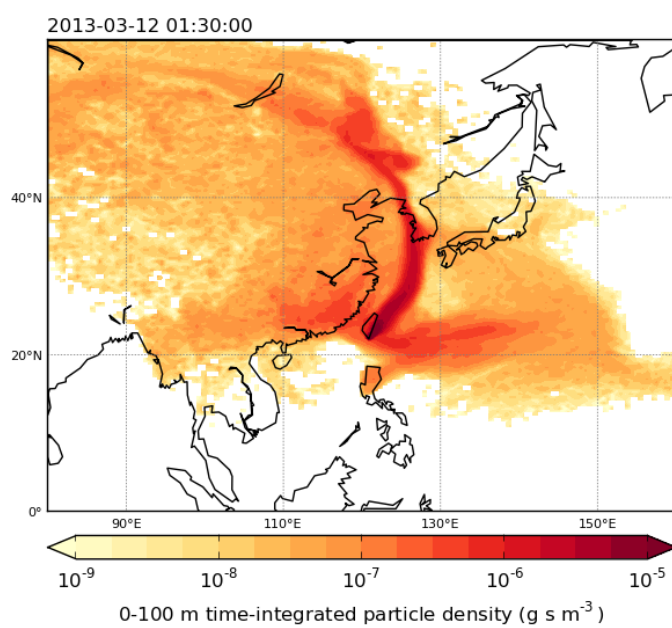 2013-03-12 01:30:00
40°N
20°N
0°
90°E 110°E 130°E 150°E
10⁻⁹ 10⁻⁸ 10⁻⁷ 10⁻⁶ 10⁻⁵
0-100 m time-integrated particle density (g s m⁻³)